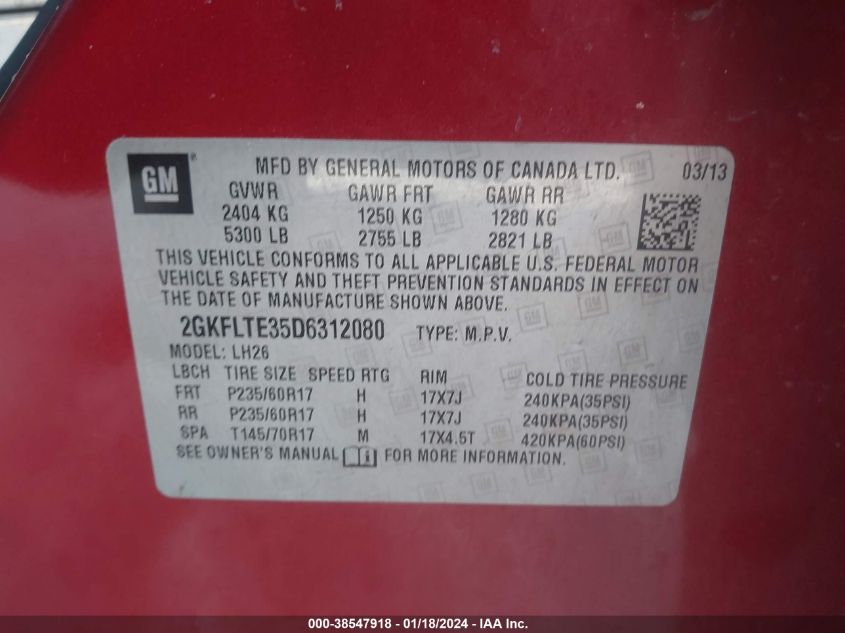 GM ® MFD BY GENERAL MOTORS OF CANADA LTD. 03/13
GVWR GAWR FRT GAWR RR
2404 KG 1250 KG 1280 KG
5300 LB 2755 LB 2821 LB
THIS VEHICLE CONFORMS TO ALL APPLICABLE U.S. FEDERAL MOTOR
VEHICLE SAFETY AND THEFT PREVENTION STANDARDS IN EFFECT ON
THE DATE OF MANUFACTURE SHOWN ABOVE.
2GKFLTE35D6312080 TYPE: M.P.V.
MODEL: LH26
LBCH TIRE SIZE SPEED RTG RIM COLD TIRE PRESSURE
FRT P235/60R17 H 17X7J 240KPA(35PSI)
RR P235/60R17 H 17X7J 240KPA(35PSI)
SPA T145/70R17 M 17X4.5T 420KPA(60PSI)
SEE OWNER'S MANUAL i FOR MORE INFORMATION.
000-38547918 - 01/18/2024 - IAA Inc.